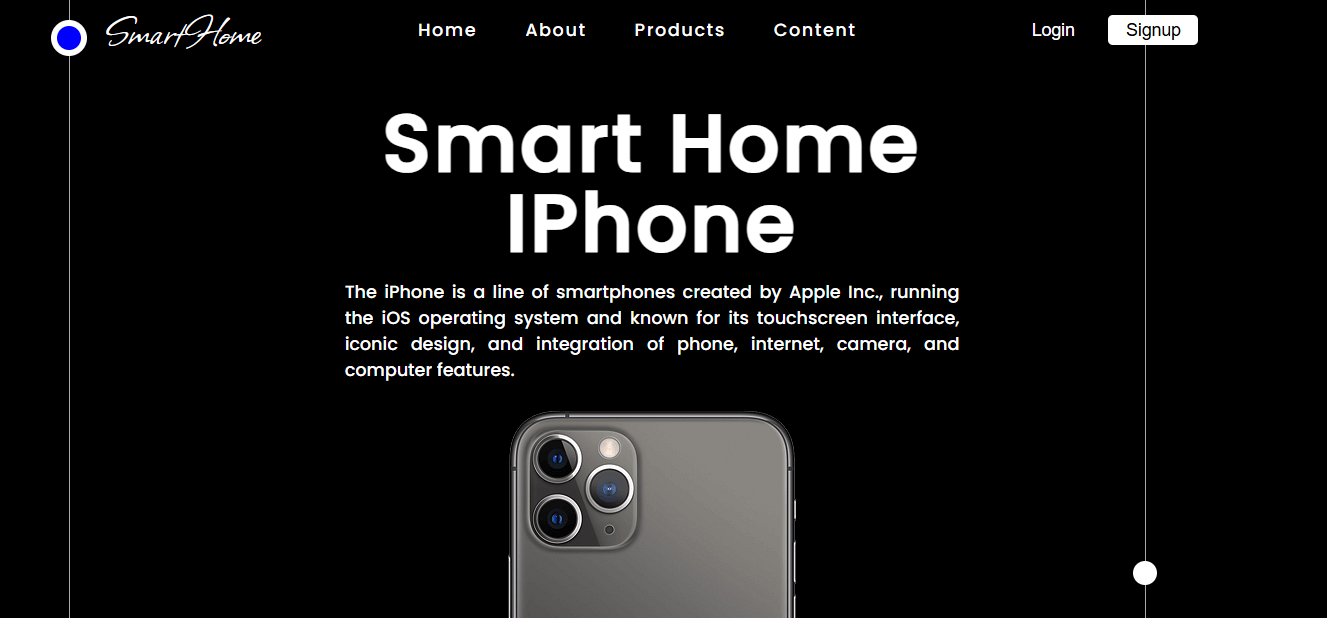 SmartHome
Home About Products Content
Login Signup
Smart Home
IPhone
The iPhone is a line of smartphones created by Apple Inc., running
the iOS operating system and known for its touchscreen interface,
iconic design, and integration of phone, internet, camera, and
computer features.